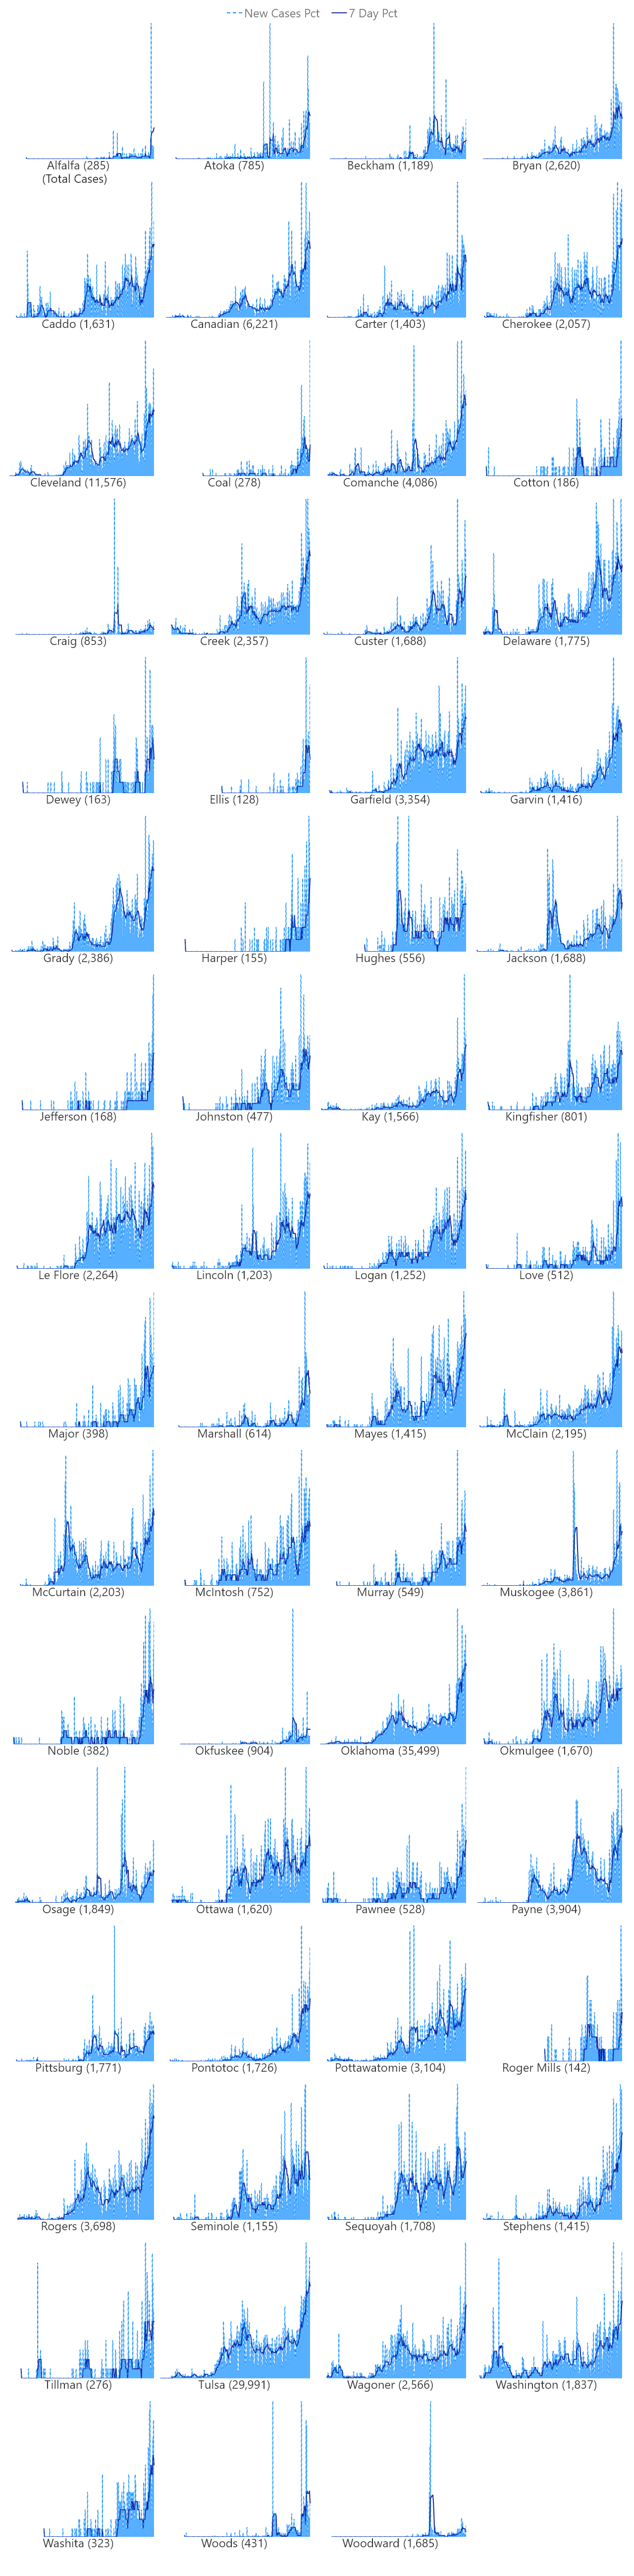 New Cases Pct 7 Day Pct
Alfalfa (285) Atoka (785) Beckham (1,189) Bryan (2,620)
(Total Cases)
Caddo (1,631) Canadian (6,221) Carter (1,403) Cherokee (2,057)
Cleveland (11,576) Coal (278) Comanche (4,086) Cotton (186)
Craig (853) Creek (2,357) Custer (1,688) Delaware (1,775)
Dewey (163) Ellis (128) Garfield (3,354) Garvin (1,416)
Grady (2,386) Harper (155) Hughes (556) Jackson (1,688)
Jefferson (168) Johnston (477) Kay (1,566) Kingfisher (801)
Le Flore (2,264) Lincoln (1,203) Logan (1,252) Love (512)
Major (398) Marshall (614) Mayes (1,415) McClain (2,195)
McCurtain (2,203) McIntosh (752) Murray (549) Muskogee (3,861)
Noble (382) Okfuskee (904) Oklahoma (35,499) Okmulgee (1,670)
Osage (1,849) Ottawa (1,620) Pawnee (528) Payne (3,904)
Pittsburg (1,771) Pontotoc (1,726) Pottawatomie (3,104) Roger Mills (142)
Rogers (3,698) Seminole (1,155) Sequoyah (1,708) Stephens (1,415)
Tillman (276) Tulsa (29,991) Wagoner (2,566) Washington (1,837)
Washita (323) Woods (431) Woodward (1,685)